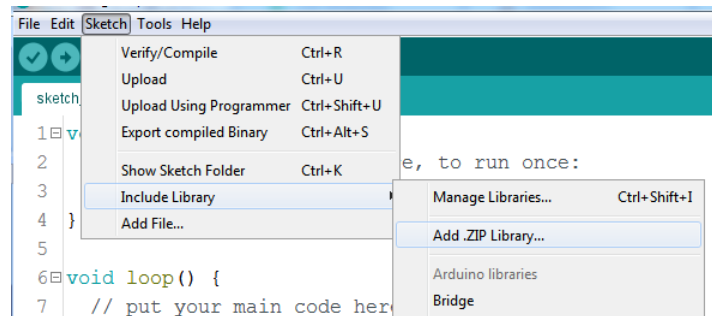 File Edit Sketch Tools Help
Verify/Compile Ctrl+R
Upload Ctrl+U
sketch_
Upload Using Programmer Ctrl+Shift+U
1 v
Export compiled Binary Ctrl+Alt+S
2 e, to run once:
Show Sketch Folder Ctrl+K
3
Include Library
Manage Libraries... Ctrl+Shift+I
4 }
Add File...
Add .ZIP Library...
5
Arduino libraries
6 void loop() {
Bridge
7 // put your main code her